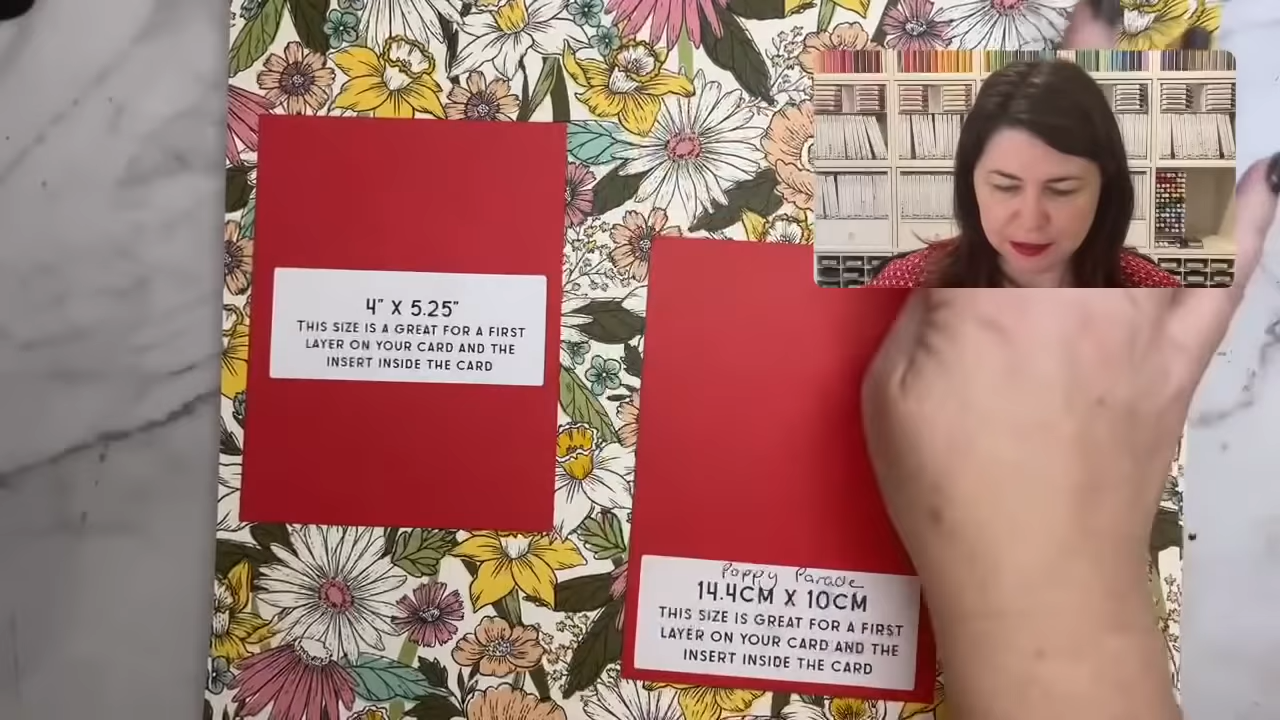 4" X 5.25"
THIS SIZE IS A GREAT FOR A FIRST
LAYER ON YOUR CARD AND THE
INSERT INSIDE THE CARD
Poppy Parade
14.4CM X 10CM
THIS SIZE IS GREAT FOR A FIRST
LAYER ON YOUR CARD AND THE
INSERT INSIDE THE CARD